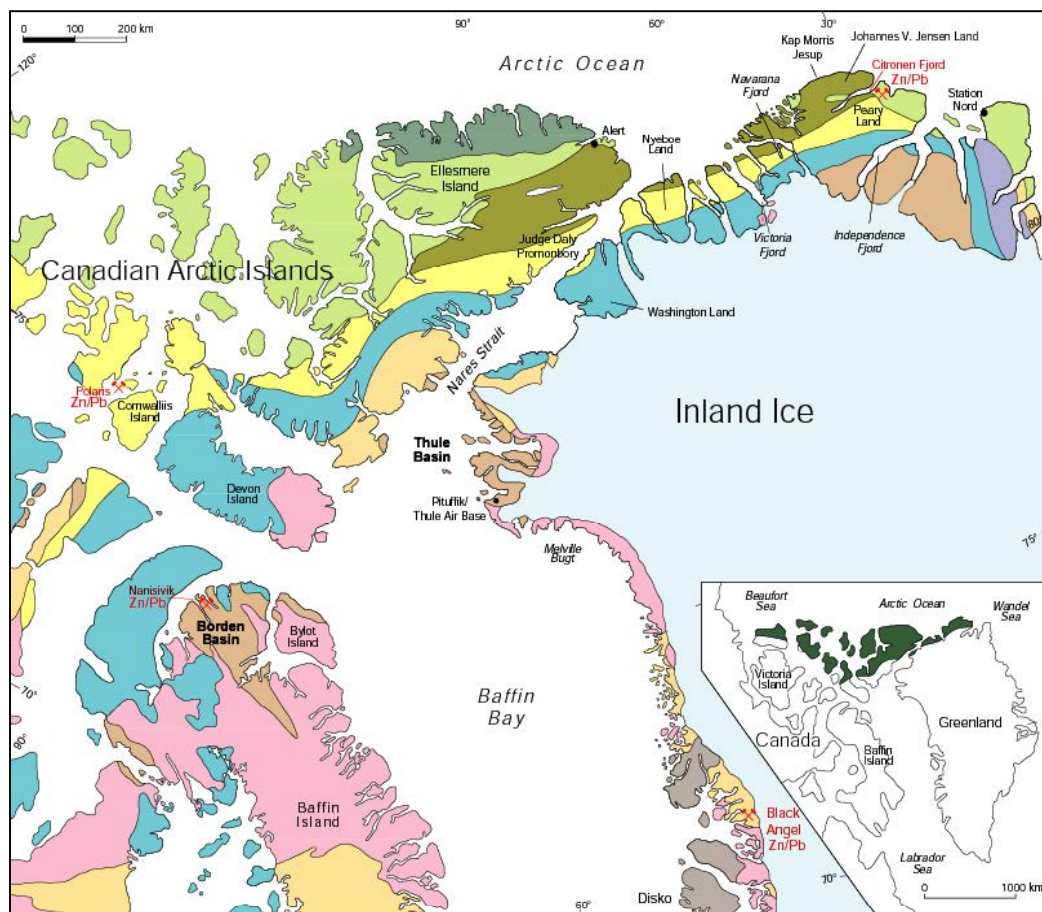 0 100 200 km
90°
60°
30°
120°
Arctic Ocean
Kap Morris
Jesup
Johannes V. Jensen Land
Citronen Fjord
Zn/Pb
Navarana
Fjord
Station
Nord
Peary
Land
Alert
Nyeboe
Land
Ellesmere
Island
Judge Daly
Promonbory
Victoria
Fjord
Independence
Fjord
80°
Canadian Arctic Islands
Washington Land
75°
Nares Strait
Polaris
Zn/Pb
Cornwalliis
Island
Inland Ice
Thule
Basin
Devon
Island
Pituffik/
Thule Air Base
Melville
Bugt
75°
Nanisivik
Zn/Pb
Borden
Basin
Bylot
Island
Beaufort
Sea
Arctic Ocean
Wandel
Sea
Victoria
Island
Greenland
Canada
Baffin
Island
Labrador
Sea
0 1000 km
70°
Baffin
Bay
90°
Baffin
Island
Black
Angel
Zn/Pb
Disko
60°
70°